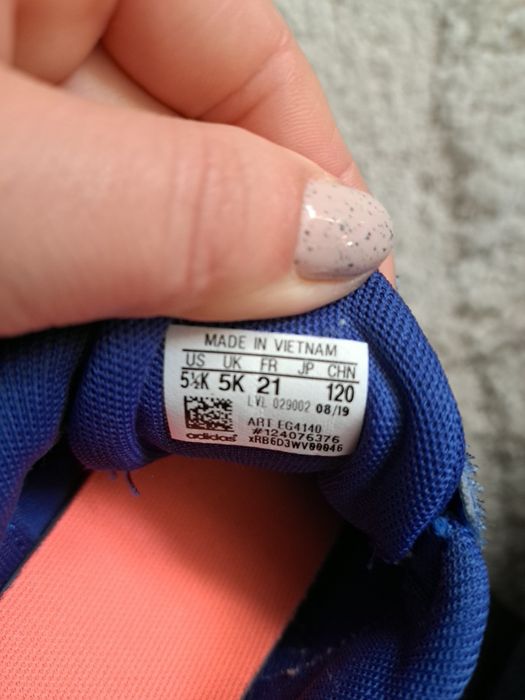 MADE IN VIETNAM
US UK FR JP CHN
5½K 5K 21 120
LVL 029002 08/19
ART EG4140
#124076376
adidas xRB6D3WV00046